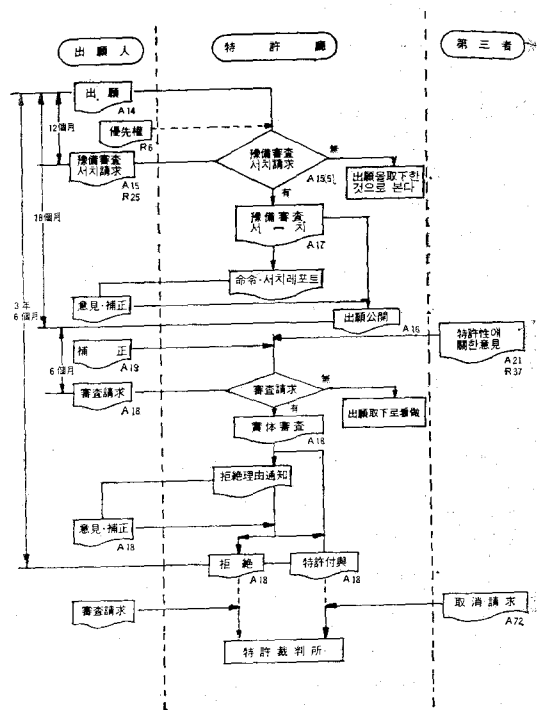 出願人
特許廳
第三者
出願
A14
12個月
優先權
R6
豫備審査
서치請求
A15
R25
豫備審査
서치請求
A15(5)
無
出願을取下한
것으로 본다
有
18個月
豫備審査
서ー치
A17
命令·서치레포트
3年
6個月
意見·補正
出願公開
A16
特許性에
關한意見
A21
R37
補正
A19
6個月
審査請求
A18
審査請求
無
出願取下로看做
有
實体審査
A18
拒絶理由通知
意見·補正
A18
拒絶
A18
特許付與
A18
審査請求
取消請求
A72
特許裁判所